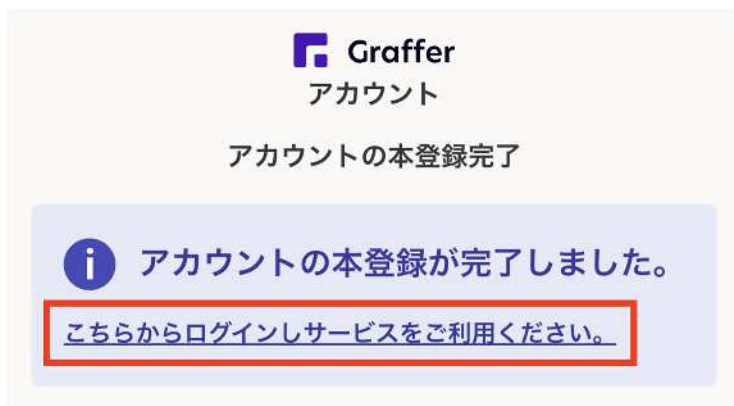 Graffer
アカウント
アカウントの本登録完了
アカウントの本登録が完了しました。
こちらからログインしサービスをご利用ください。